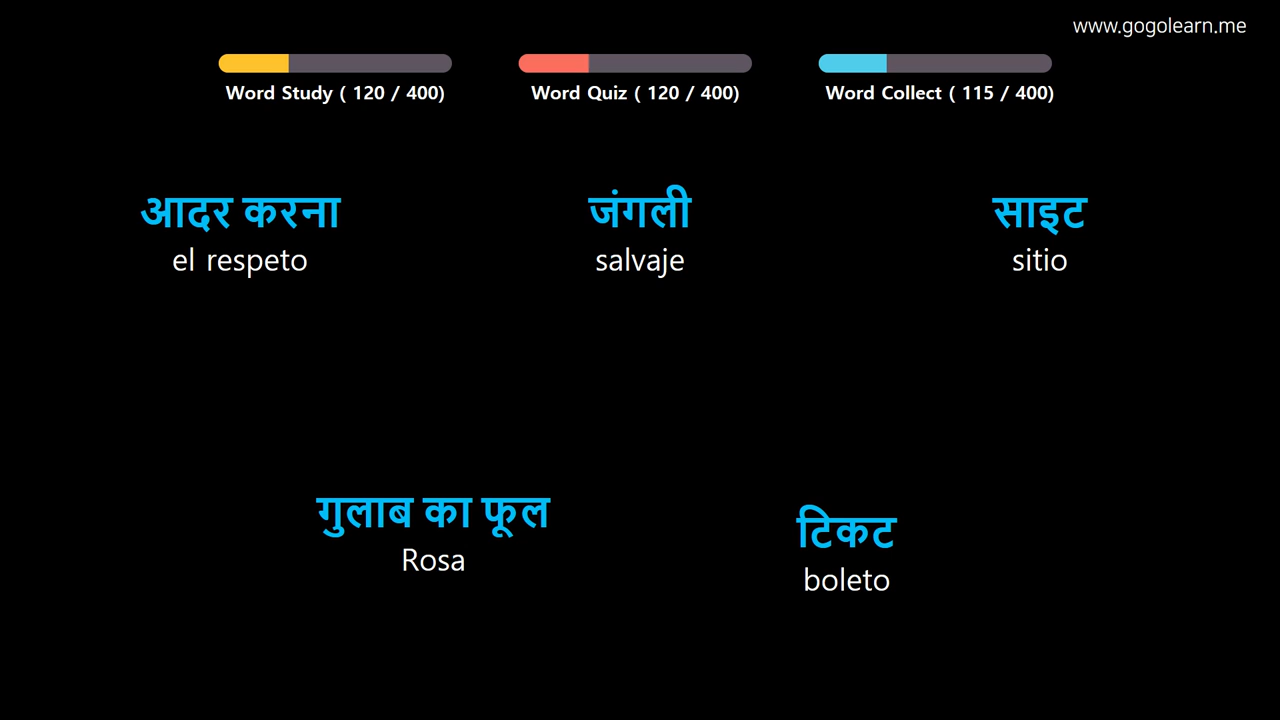 www.gogolearn.me
Word Study ( 120 / 400)
Word Quiz ( 120 / 400)
Word Collect ( 115 / 400)
आदर करना
el respeto
जंगली
salvaje
साइट
sitio
गुलाब का फूल
Rosa
टिकट
boleto